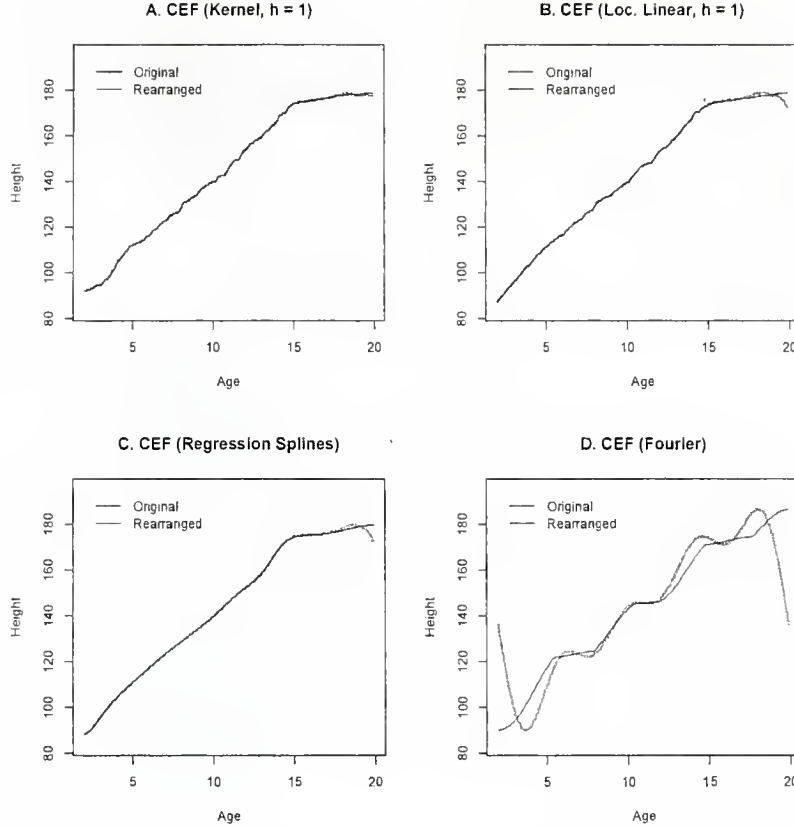 A. CEF (Kernel, h = 1)
Original
Rearranged
Height
80 100 120 140 160 180
5 10 15 20
Age
B. CEF (Loc. Linear, h = 1)
Original
Rearranged
Height
80 100 120 140 160 180
5 10 15 20
Age
C. CEF (Regression Splines)
Original
Rearranged
Height
80 100 120 140 160 180
5 10 15 20
Age
D. CEF (Fourier)
Original
Rearranged
Height
80 100 120 140 160 180
5 10 15 20
Age